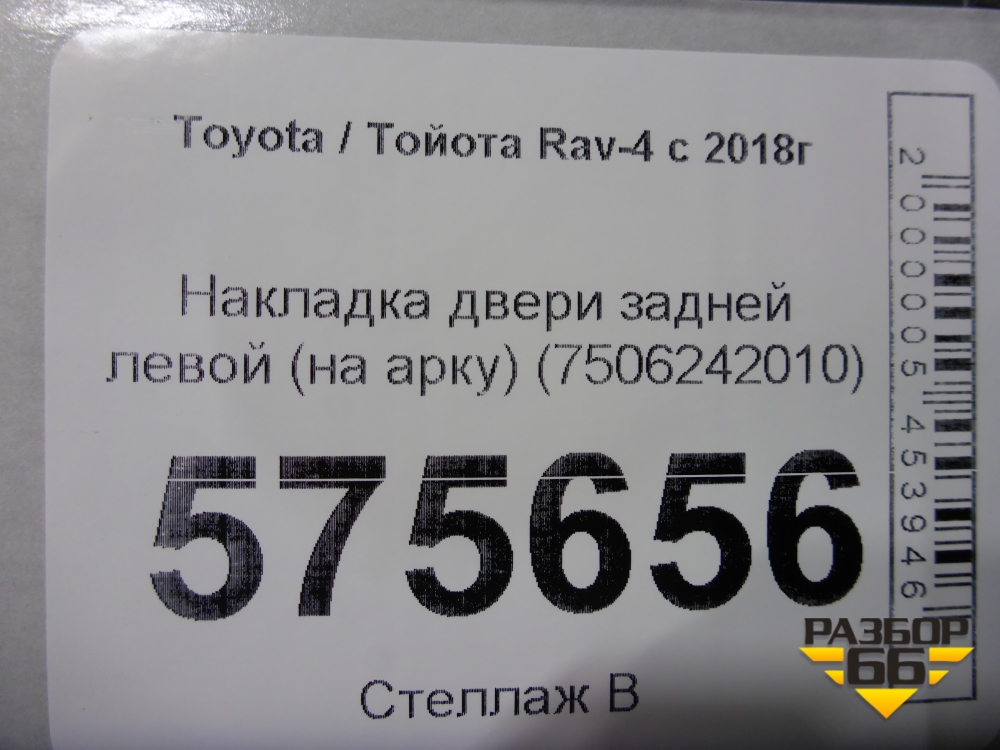 Toyota / Тойота Rav-4 с 2018г
Накладка двери задней
левой (на арку) (7506242010)
575656
Стеллаж В
2000005453946
РАЗБОР
66